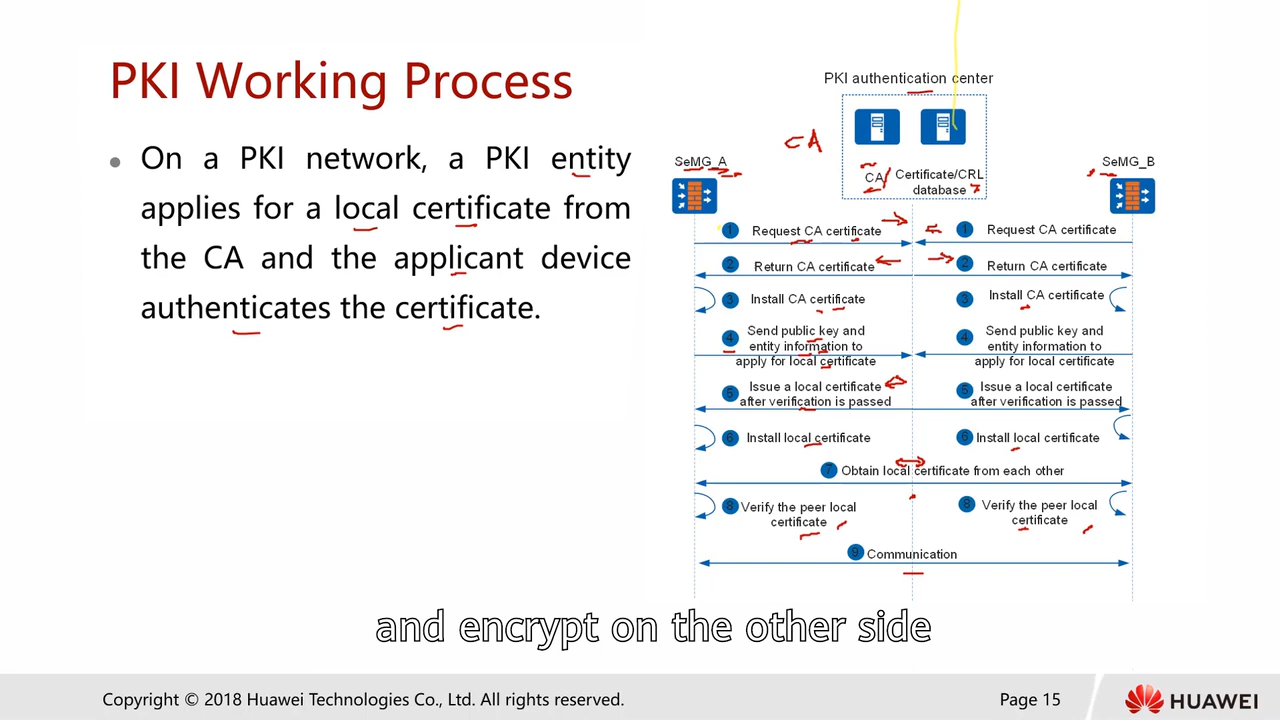 PKI Working Process
On a PKI network, a PKI entity
applies for a local certificate from
the CA and the applicant device
authenticates the certificate.
PKI authentication center
CA
CA
Certificate/CRL
database
SeMG_A
SeMG_B
1 Request CA certificate
1 Request CA certificate
2 Return CA certificate
2 Return CA certificate
3 Install CA certificate
3 Install CA certificate
4 Send public key and
entity information to
apply for local certificate
4 Send public key and
entity information to
apply for local certificate
5 Issue a local certificate
after verification is passed
5 Issue a local certificate
after verification is passed
6 Install local certificate
6 Install local certificate
7 Obtain local certificate from each other
8 Verify the peer local
certificate
8 Verify the peer local
certificate
9 Communication
and encrypt on the other side
Copyright © 2018 Huawei Technologies Co., Ltd. All rights reserved.
Page 15
HUAWEI